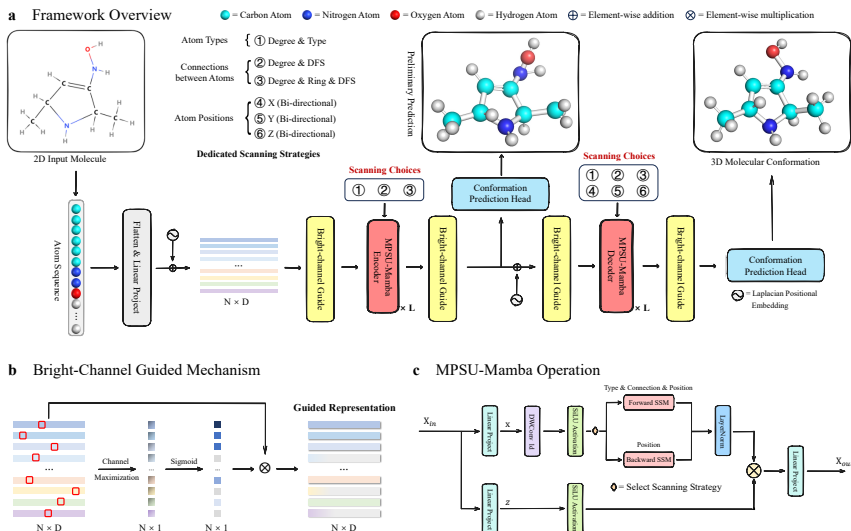 a Framework Overview
= Carbon Atom = Nitrogen Atom = Oxygen Atom = Hydrogen Atom = Element-wise addition = Element-wise multiplication
H
O
H
N
H
H
C
C
H
C
C
CH3
H3C
N
H
H
2D Input Molecule
Atom Types
① Degree & Type
Connections
between Atoms
② Degree & DFS
③ Degree & Ring & DFS
Atom Positions
④ X (Bi-directional)
⑤ Y (Bi-directional)
⑥ Z (Bi-directional)
Dedicated Scanning Strategies
Preliminary Prediction
3D Molecular Conformation
Scanning Choices
① ② ③
Conformation
Prediction Head
Scanning Choices
① ② ③
④ ⑤ ⑥
Atom Sequence
...
Flatten & Linear Project
...
N × D
Bright-channel Guide
MPSU-Mamba
Encoder
× L
Bright-channel Guide
Bright-channel Guide
MPSU-Mamba
Decoder
× L
Bright-channel Guide
Conformation
Prediction Head
= Laplacian Positional
Embedding
b Bright-Channel Guided Mechanism
Guided Representation
...
N × D
Channel
Maximization
...
N × 1
Sigmoid
...
N × 1
...
N × D
c MPSU-Mamba Operation
Xin
Linear Project
x
DWConv 1d
SiLU Activation
Type & Connection & Position
Forward SSM
Position
Backward SSM
= Select Scanning Strategy
LayerNorm
Linear Project
Xou
Linear Project
z
SiLU Activation